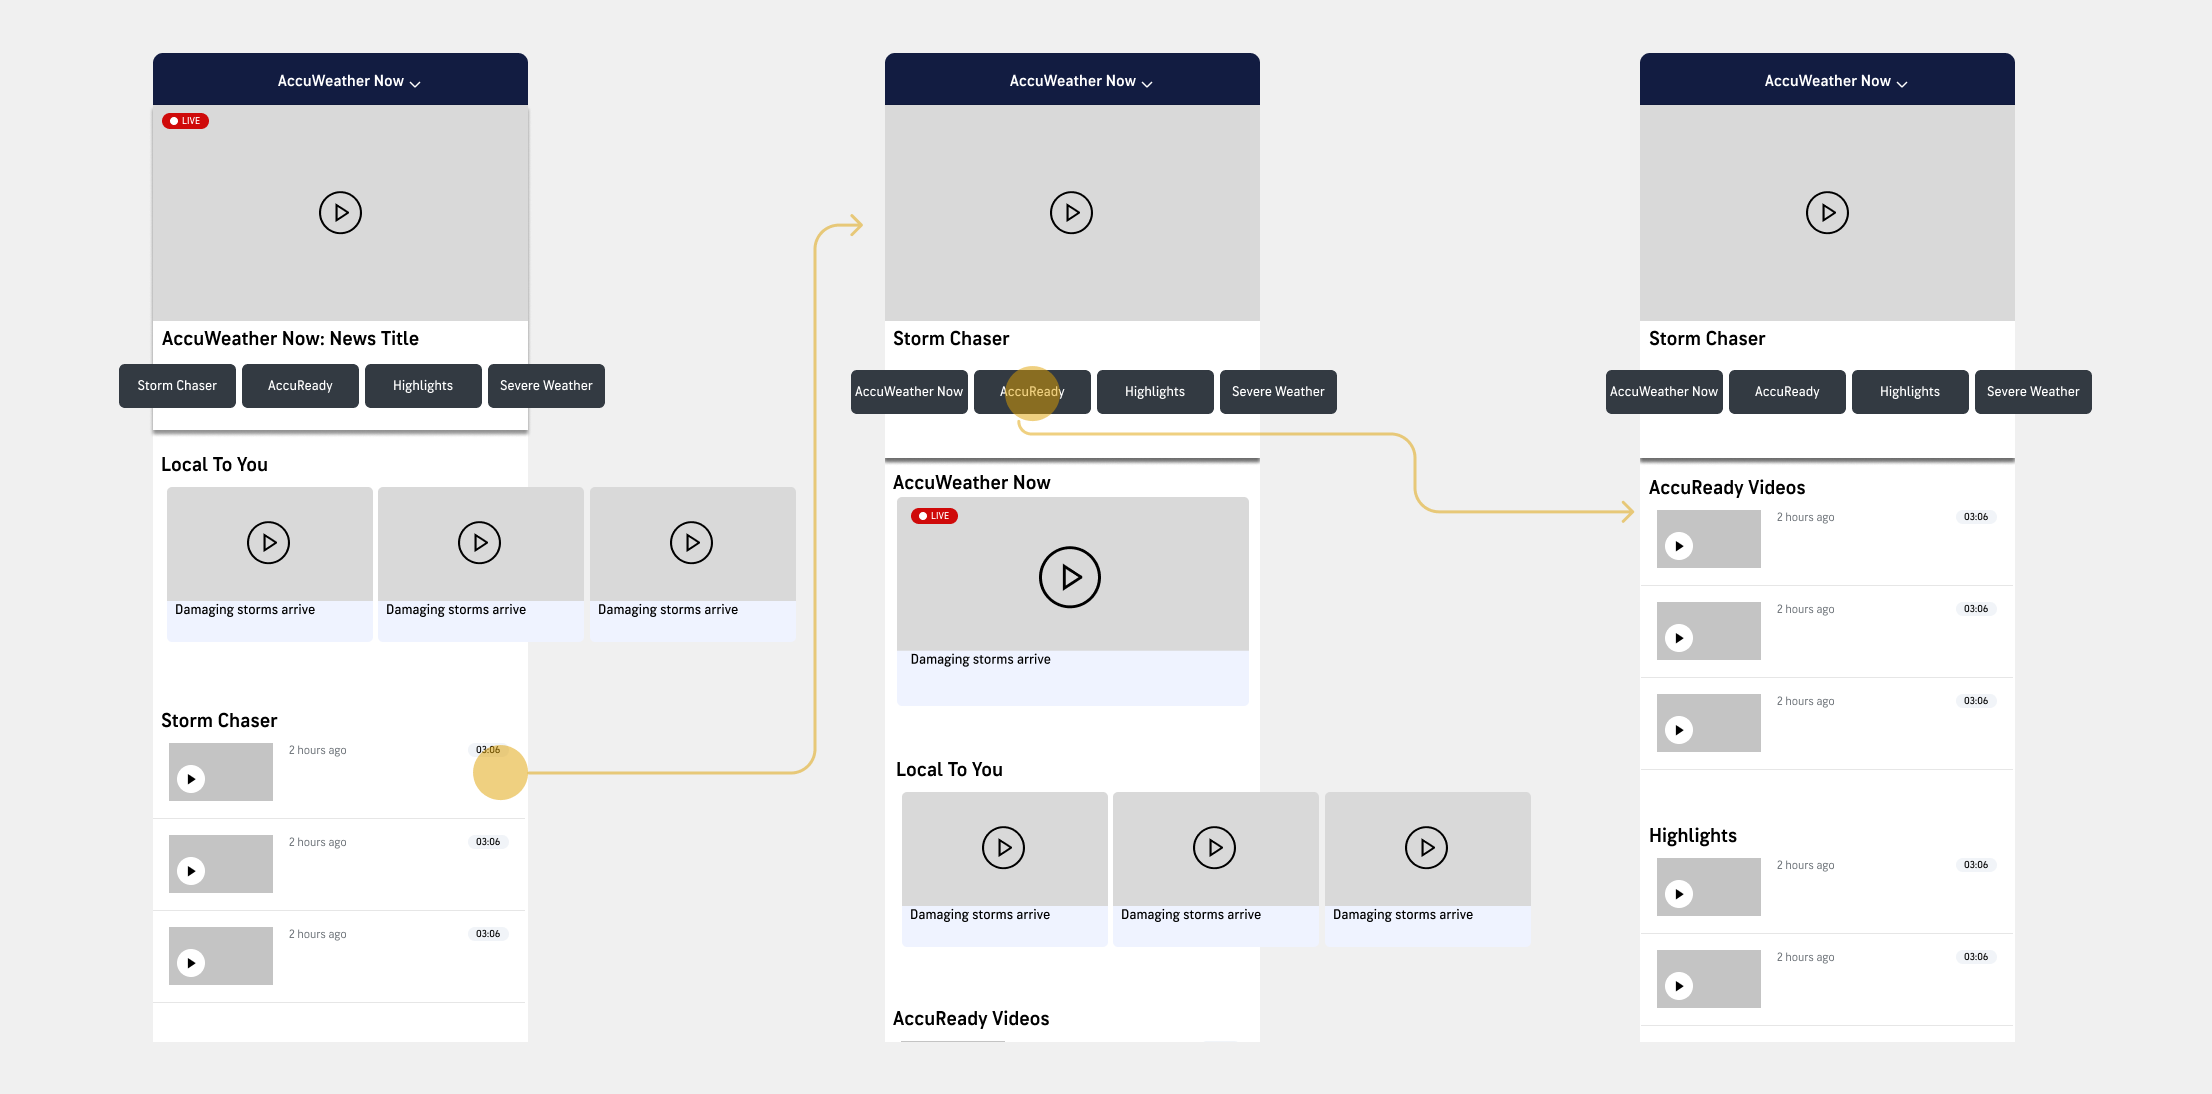 AccuWeather Now
LIVE
AccuWeather Now: News Title
Storm Chaser
AccuReady
Highlights
Severe Weather
Local To You
Damaging storms arrive
Damaging storms arrive
Damaging storms arrive
Storm Chaser
2 hours ago
03:06
2 hours ago
03:06
2 hours ago
03:06
AccuWeather Now
Storm Chaser
AccuWeather Now
AccuReady
Highlights
Severe Weather
AccuWeather Now
LIVE
Damaging storms arrive
Local To You
Damaging storms arrive
Damaging storms arrive
Damaging storms arrive
AccuReady Videos
AccuWeather Now
Storm Chaser
AccuWeather Now
AccuReady
Highlights
Severe Weather
AccuReady Videos
2 hours ago
03:06
2 hours ago
03:06
2 hours ago
03:06
Highlights
2 hours ago
03:06
2 hours ago
03:06